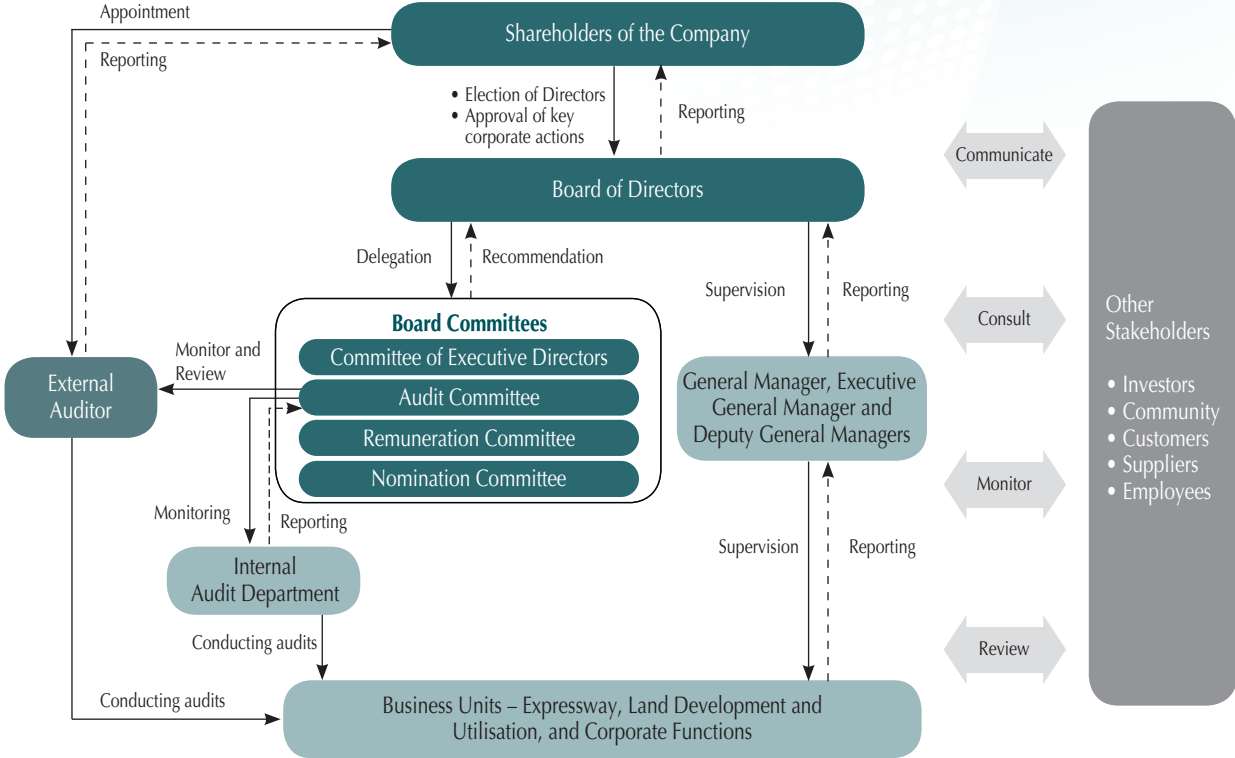 Appointment
Reporting
Shareholders of the Company
• Election of Directors
• Approval of key
corporate actions
Reporting
Board of Directors
Communicate
Delegation
Recommendation
Supervision
Reporting
Consult
Board Committees
Committee of Executive Directors
Audit Committee
Remuneration Committee
Nomination Committee
Monitor and
Review
External
Auditor
General Manager, Executive
General Manager and
Deputy General Managers
Other
Stakeholders
• Investors
• Community
• Customers
• Suppliers
• Employees
Monitor
Monitoring
Reporting
Supervision
Reporting
Internal
Audit Department
Conducting audits
Review
Conducting audits
Business Units – Expressway, Land Development and
Utilisation, and Corporate Functions